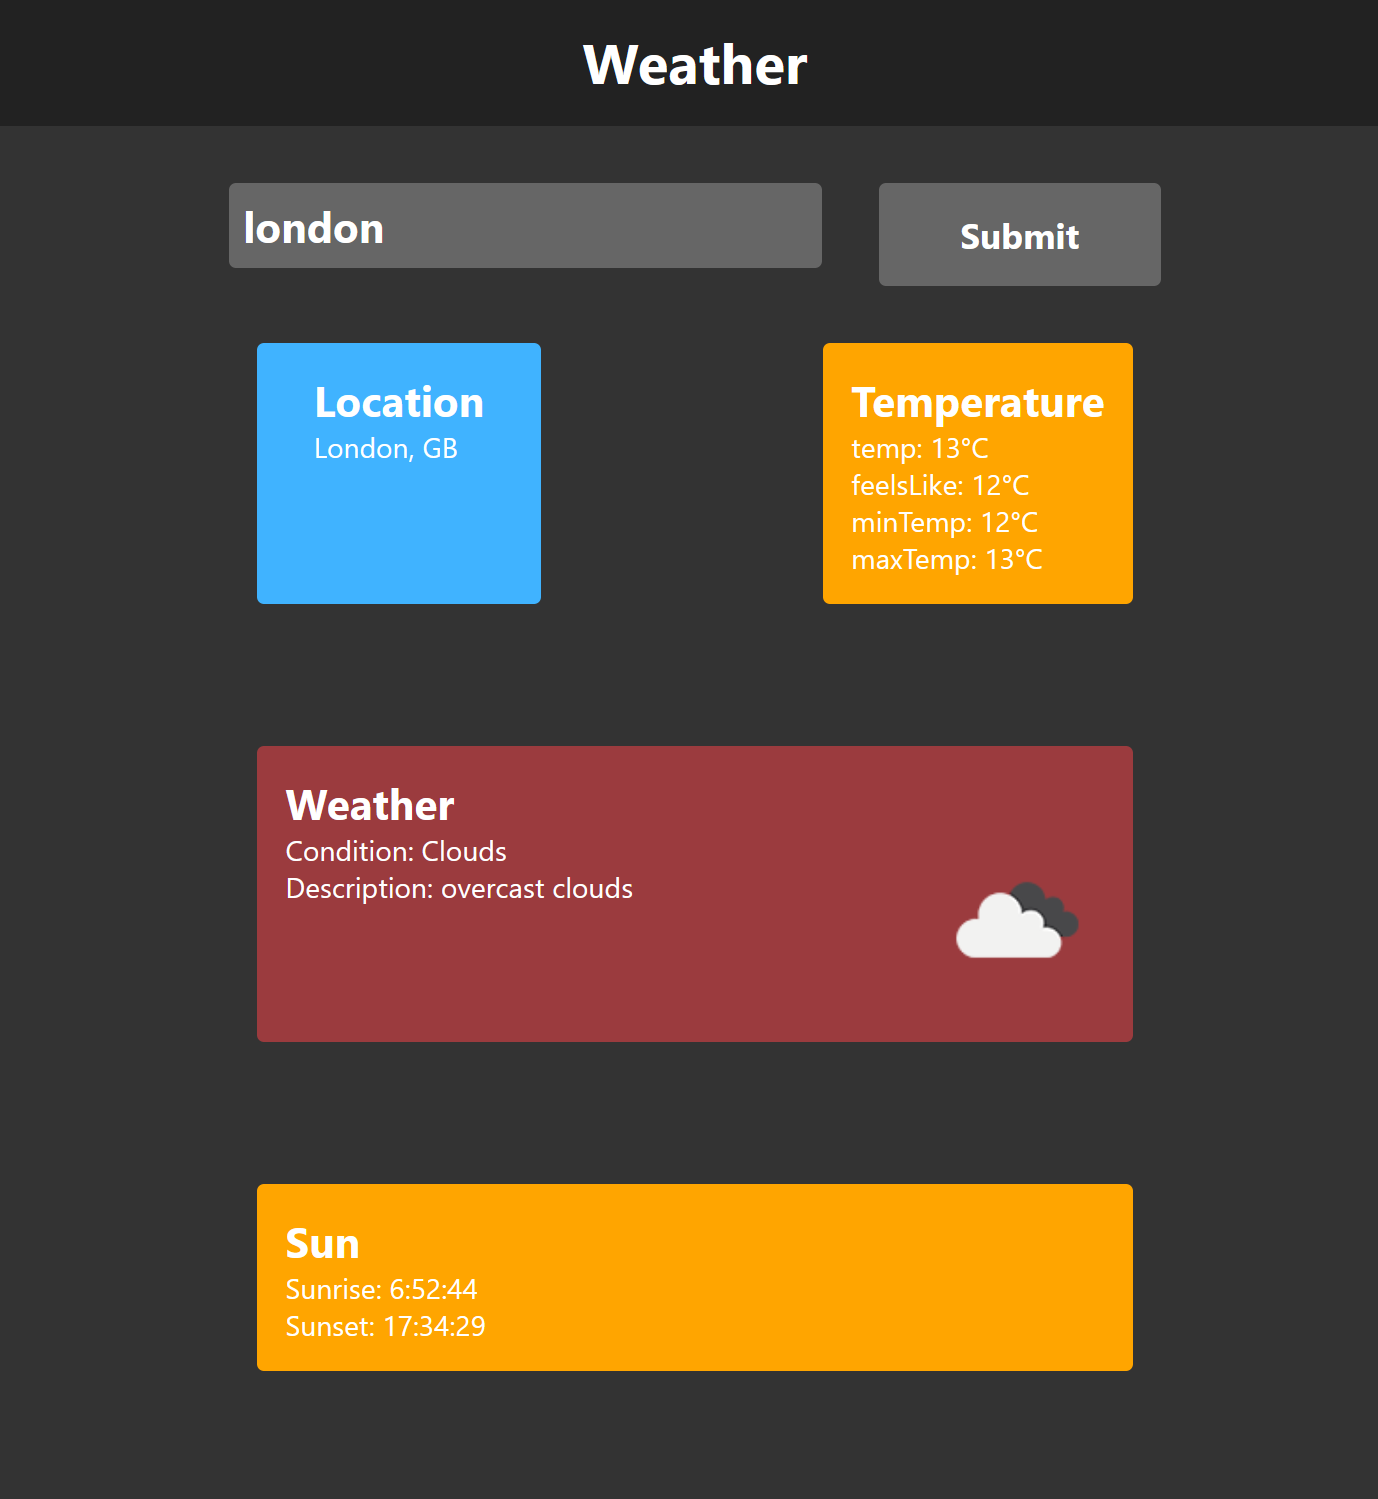 Weather
london
Submit
Location
London, GB
Temperature
temp: 13°C
feelsLike: 12°C
minTemp: 12°C
maxTemp: 13°C
Weather
Condition: Clouds
Description: overcast clouds
Sun
Sunrise: 6:52:44
Sunset: 17:34:29